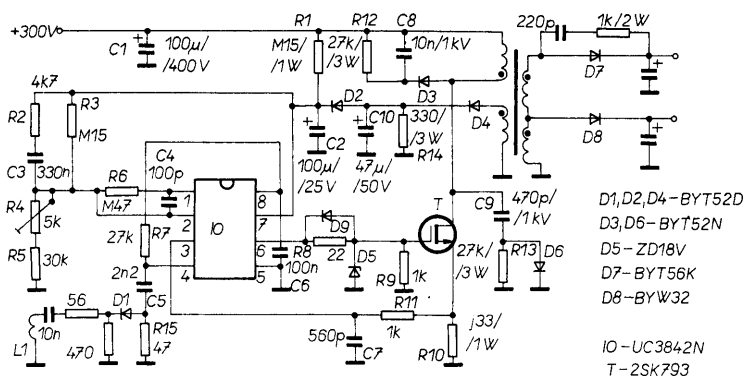 +300V
C1
100µ/
/400V
R1
M15/
/1W
R12
27k/
/3W
C8
10n/1kV
220p
1k/2W
D7
D8
D3
D2
D4
C2
100µ/
/25V
C10
47µ/
/50V
330/
/3W
R14
4k7
R2
R3
M15
C3
330n
R4
5k
R5
30k
R6
M47
C4
100p
27k
R7
2n2
C5
IO
1
2
3
4
8
7
6
5
100n
C6
R8
22
D9
D5
R9
1k
T
27k/
/3W
C9
470p/
/1kV
R13
D6
R11
1k
560p
C7
j33/
/1W
R10
L1
10n
56
470
D1
R15
47
D1,D2,D4-BYT52D
D3,D6-BYT52N
D5-ZD18V
D7-BYT56K
D8-BYW32
IO-UC3842N
T-2SK793